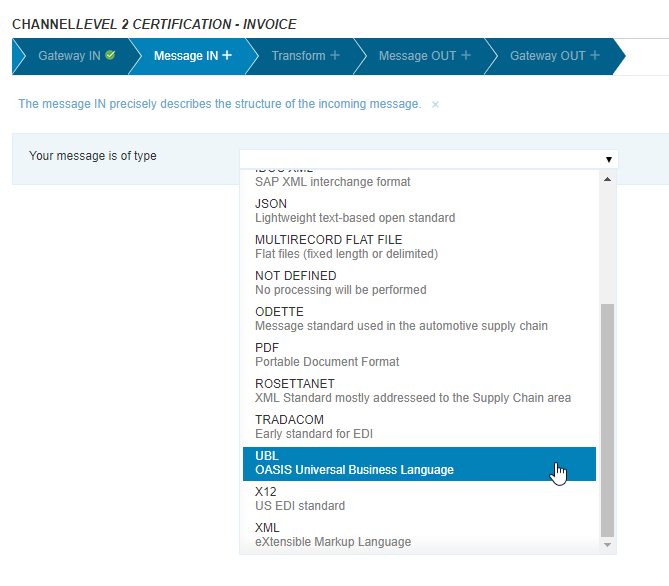 CHANNELLEVEL 2 CERTIFICATION - INVOICE
Gateway IN
Message IN +
Transform +
Message OUT +
Gateway OUT +
The message IN precisely describes the structure of the incoming message. ×
Your message is of type
IDOC XML
SAP XML interchange format
JSON
Lightweight text-based open standard
MULTIRECORD FLAT FILE
Flat files (fixed length or delimited)
NOT DEFINED
No processing will be performed
ODETTE
Message standard used in the automotive supply chain
PDF
Portable Document Format
ROSETTANET
XML Standard mostly addresseed to the Supply Chain area
TRADACOM
Early standard for EDI
UBL
OASIS Universal Business Language
X12
US EDI standard
XML
eXtensible Markup Language